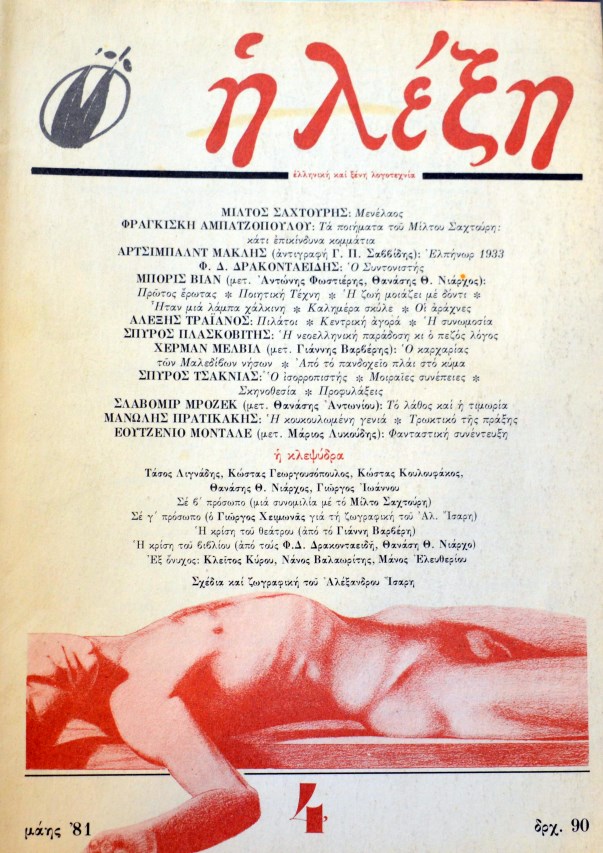 ἡ λέξη
ἑλληνική καί ξένη λογοτεχνία
ΜΙΛΤΟΣ ΣΑΧΤΟΥΡΗΣ: Μενέλαος
ΦΡΑΓΚΙΣΚΗ ΑΜΠΑΤΖΟΠΟΥΛΟΥ: Τά ποιήματα τοῦ Μίλτου Σαχτούρη:
κάτι ἐπικίνδυνα κομμάτια
ΑΡΤΣΙΜΠΑΛΝΤ ΜΑΚΛΗΣ (ἀντιγραφή Γ. Π. Σαββίδης): Ἐλπήνωρ 1933
Φ. Δ. ΔΡΑΚΟΝΤΑΕΙΔΗΣ: Ὁ Συντονιστής
ΜΠΟΡΙΣ ΒΙΑΝ (μετ. Ἀντώνης Φωστιέρης, Θανάσης Θ. Νιάρχος):
Πρῶτος ἔρωτας ✻ Ποιητική Τέχνη ✻ Ἡ ζωή μοιάζει μέ δόντι ✻
Ἦταν μιά λάμπα χάλκινη ✻ Καλημέρα σκύλε ✻ Οἱ ἀράχνες
ΑΛΕΞΗΣ ΤΡΑΪΑΝΟΣ: Πιλάτοι ✻ Κεντρική ἀγορά ✻ Ἡ συνωμοσία
ΣΠΥΡΟΣ ΠΛΑΣΚΟΒΙΤΗΣ: Ἡ νεοελληνική παράδοση κι ὁ πεζός λόγος
ΧΕΡΜΑΝ ΜΕΛΒΙΛ (μετ. Γιάννης Βαρβέρης): Ὁ καρχαρίας
τῶν Μαλεδίβων νήσων ✻ Ἀπό τό πανδοχεῖο πλάι στό κύμα
ΣΠΥΡΟΣ ΤΣΑΚΝΙΑΣ: Ὁ ἰσορροπιστής ✻ Μοιραῖες συνέπειες ✻
Σκηνοθεσία ✻ Προφυλάξεις
ΣΛΑΒΟΜΙΡ ΜΡΟΖΕΚ (μετ. Θανάσης Ἀντωνίου): Τό λάθος καί ἡ τιμωρία
ΜΑΝΩΛΗΣ ΠΡΑΤΙΚΑΚΗΣ: Ἡ κουκουλωμένη γενιά ✻ Τρωκτικό τῆς πράξης
ΕΟΥΤΖΕΝΙΟ ΜΟΝΤΑΛΕ (μετ. Μάριος Λυκούδης): Φανταστική συνέντευξη
ἡ κλεψύδρα
Τάσος Λιγνάδης, Κώστας Γεωργουσόπουλος, Κώστας Κουλουφάκος,
Θανάσης Θ. Νιάρχος, Γιῶργος Ἰωάννου
Σέ β΄ πρόσωπο (μιά συνομιλία μέ τό Μίλτο Σαχτούρη)
Σέ γ΄ πρόσωπο (ὁ Γιῶργος Χειμωνᾶς γιά τή ζωγραφική τοῦ Ἀλ. Ἴσαρη)
Ἡ κρίση τοῦ θεάτρου (ἀπό τό Γιάννη Βαρβέρη)
Ἡ κρίση τοῦ βιβλίου (ἀπό τούς Φ.Δ. Δρακονταειδῆ, Θανάση Θ. Νιάρχο)
Ἐξ ὄνυχος: Κλεῖτος Κύρου, Νάνος Βαλαωρίτης, Μάνος Ἐλευθερίου
Σχέδια καί ζωγραφική τοῦ Ἀλέξανδρου Ἴσαρη
μάης '81
4
δρχ. 90